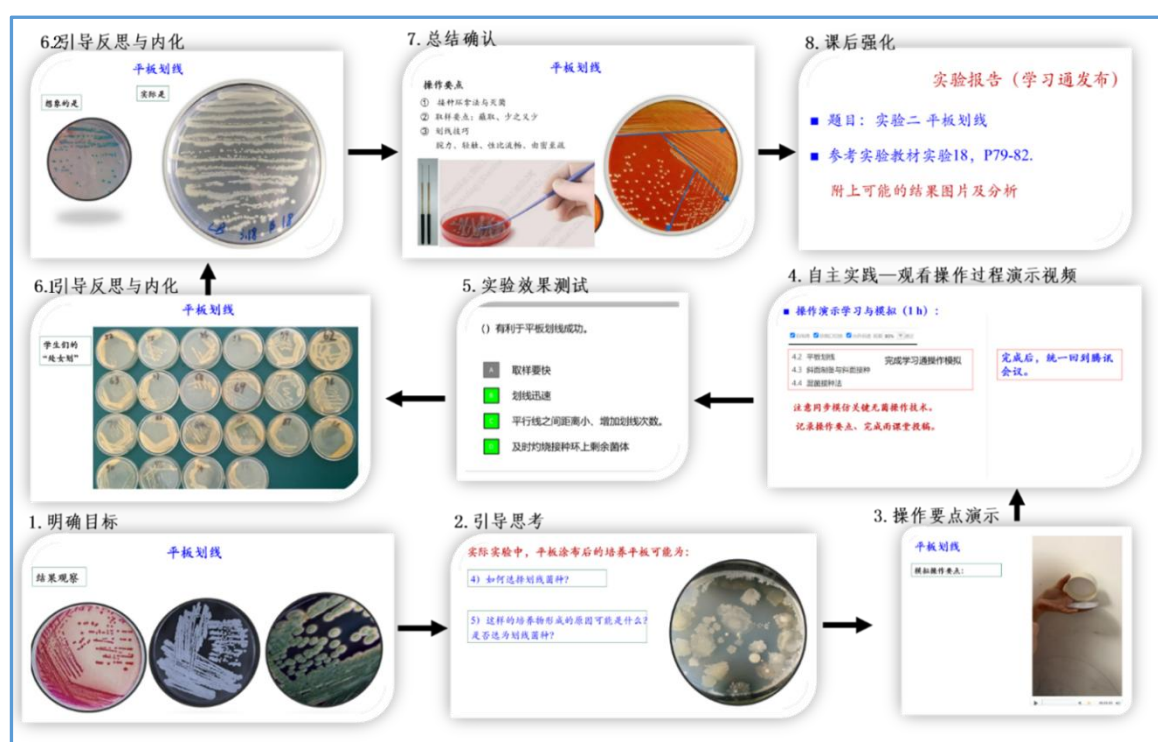 6.2引导反思与内化
平板划线
想象的是
实际是
7. 总结确认
平板划线
操作要点
① 接种环拿法与灭菌
② 取样要点：蘸取、少之又少
③ 划线技巧
腕力、轻触、性比流畅、由密至疏
8. 课后强化
实验报告（学习通发布）
■ 题目：实验二 平板划线
■ 参考实验教材实验18，P79-82.
附上可能的结果图片及分析
6.1引导反思与内化
平板划线
学生们的
“处女划”
5. 实验效果测试
（）有利于平板划线成功。
A 取样要快
划线迅速
C 平行线之间距离小、增加划线次数。
及时灼烧接种环上剩余菌体
4. 自主实践—观看操作过程演示视频
■ 操作演示学习与模拟（1 h）：
4.2 平板划线
4.3 斜面制备与斜面接种
4.4 混菌接种法
完成学习通操作模拟
注意同步模仿关键无菌操作技术。
记录操作要点、完成雨课堂投稿。
完成后，统一回到腾讯
会议。
1. 明确目标
平板划线
结果观察
2. 引导思考
实际实验中，平板涂布后的培养平板可能为：
4）如何选择划线菌种？
5）这样的培养物形成的原因可能是什么？
是否选为划线菌种？
3. 操作要点演示
平板划线
模拟操作要点：